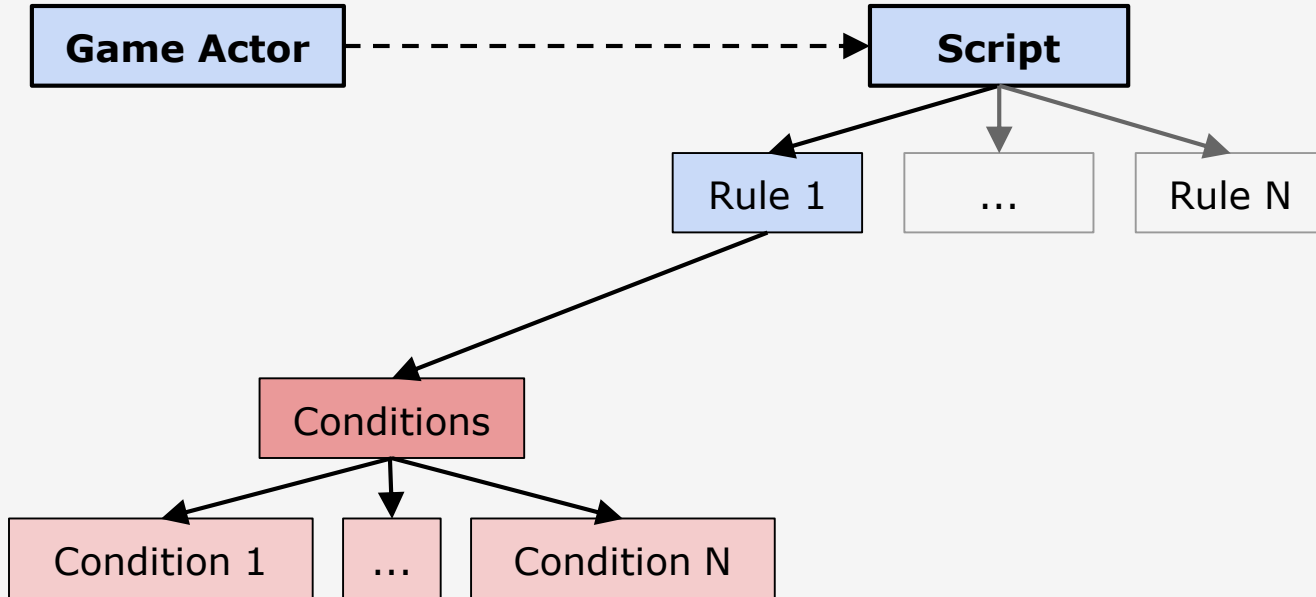 Game Actor
Script
Rule 1
...
Rule N
Conditions
Condition 1
...
Condition N